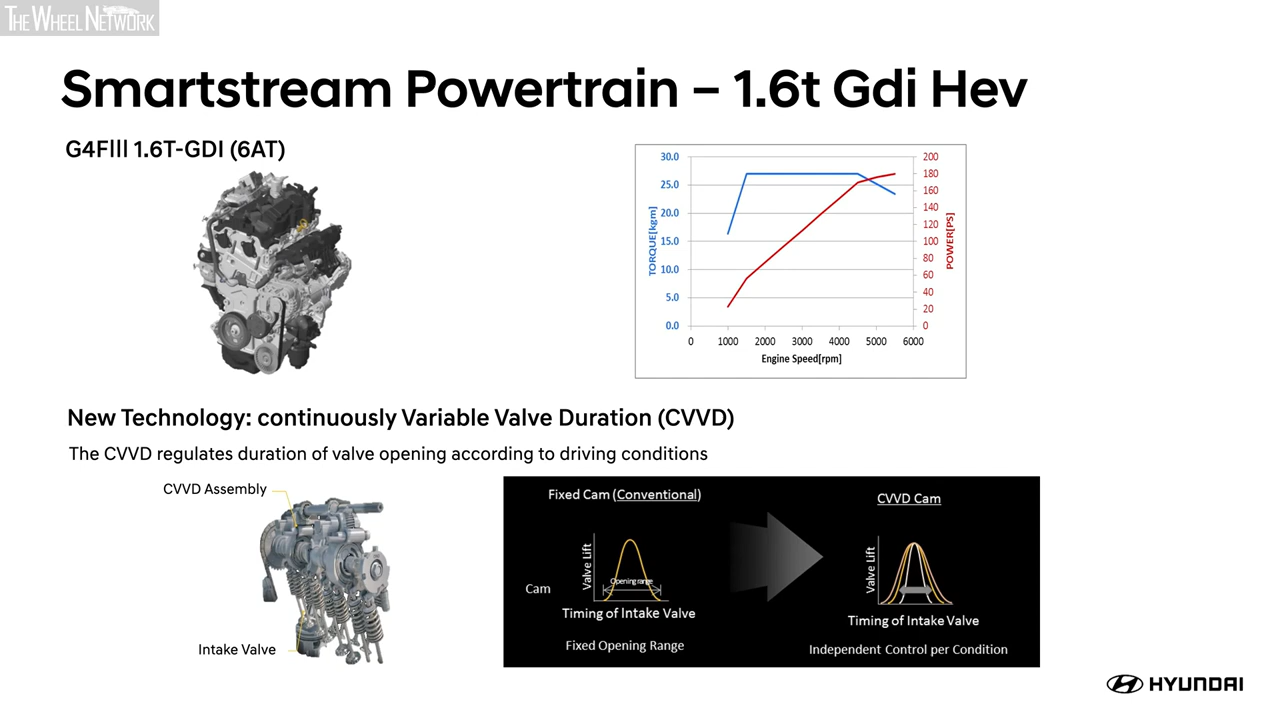 THE WHEEL NETWORK
Smartstream Powertrain – 1.6t Gdi Hev
G4FIII 1.6T-GDI (6AT)
30.0
25.0
20.0
15.0
10.0
5.0
0.0
TORQUE[kgm]
200
180
160
140
120
100
80
60
40
20
0
POWER[PS]
0 1000 2000 3000 4000 5000 6000
Engine Speed[rpm]
New Technology: continuously Variable Valve Duration (CVVD)
The CVVD regulates duration of valve opening according to driving conditions
CVVD Assembly
Intake Valve
Fixed Cam (Conventional)
Valve Lift
Opening range
Cam
Timing of Intake Valve
Fixed Opening Range
CVVD Cam
Valve Lift
Timing of Intake Valve
Independent Control per Condition
HYUNDAI